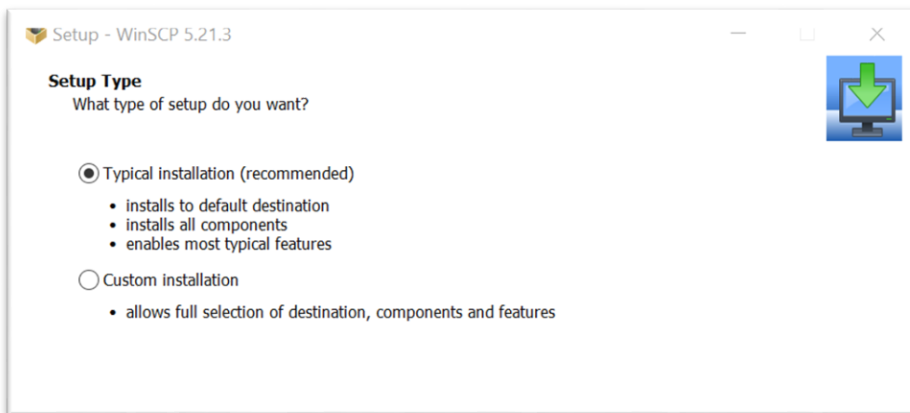 Setup - WinSCP 5.21.3
Setup Type
What type of setup do you want?
Typical installation (recommended)
• installs to default destination
• installs all components
• enables most typical features
Custom installation
• allows full selection of destination, components and features